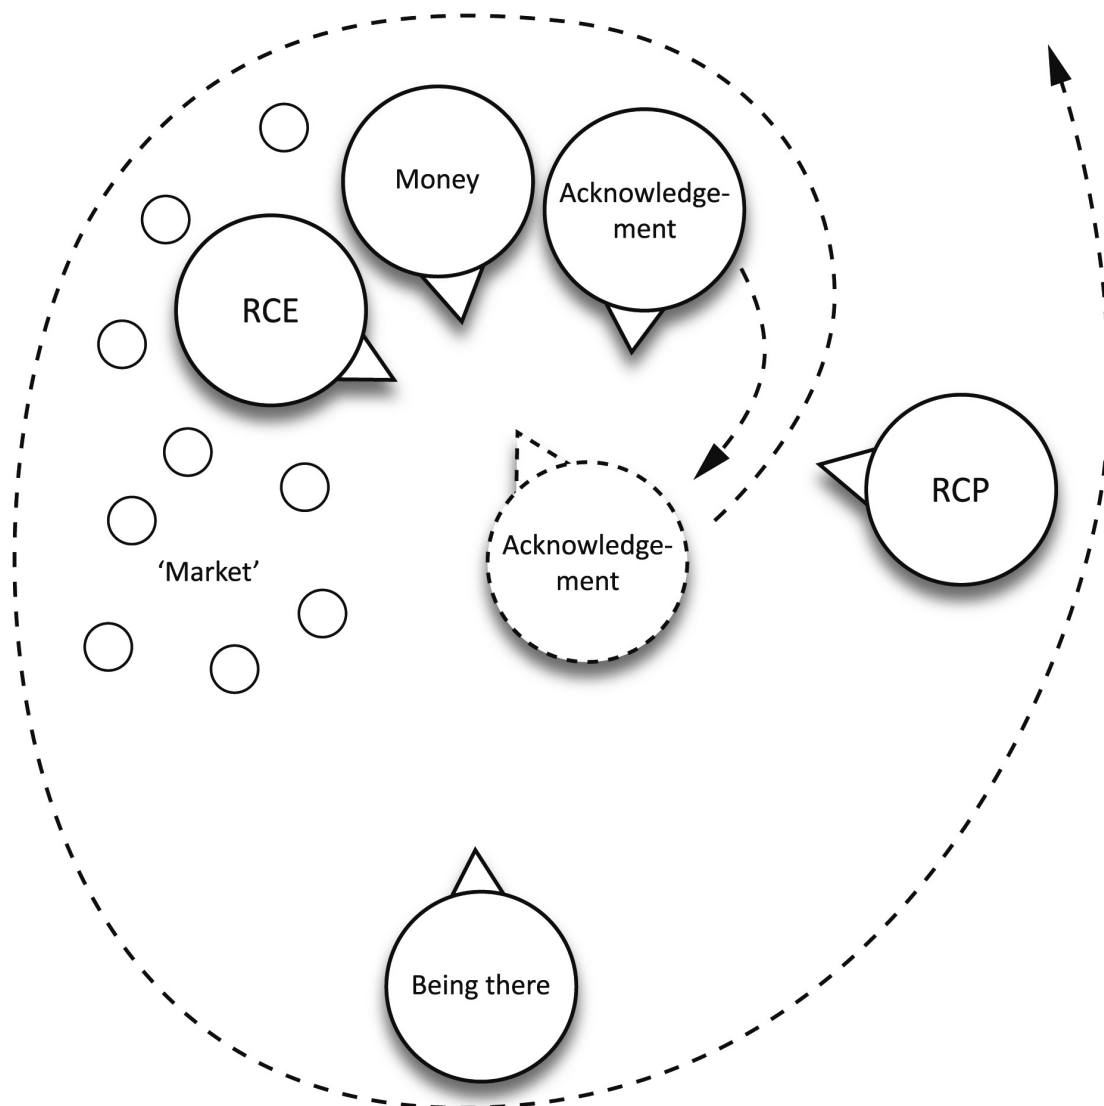 Money
Acknowledge-
ment
RCE
RCP
Acknowledge-
ment
‘Market’
Being there